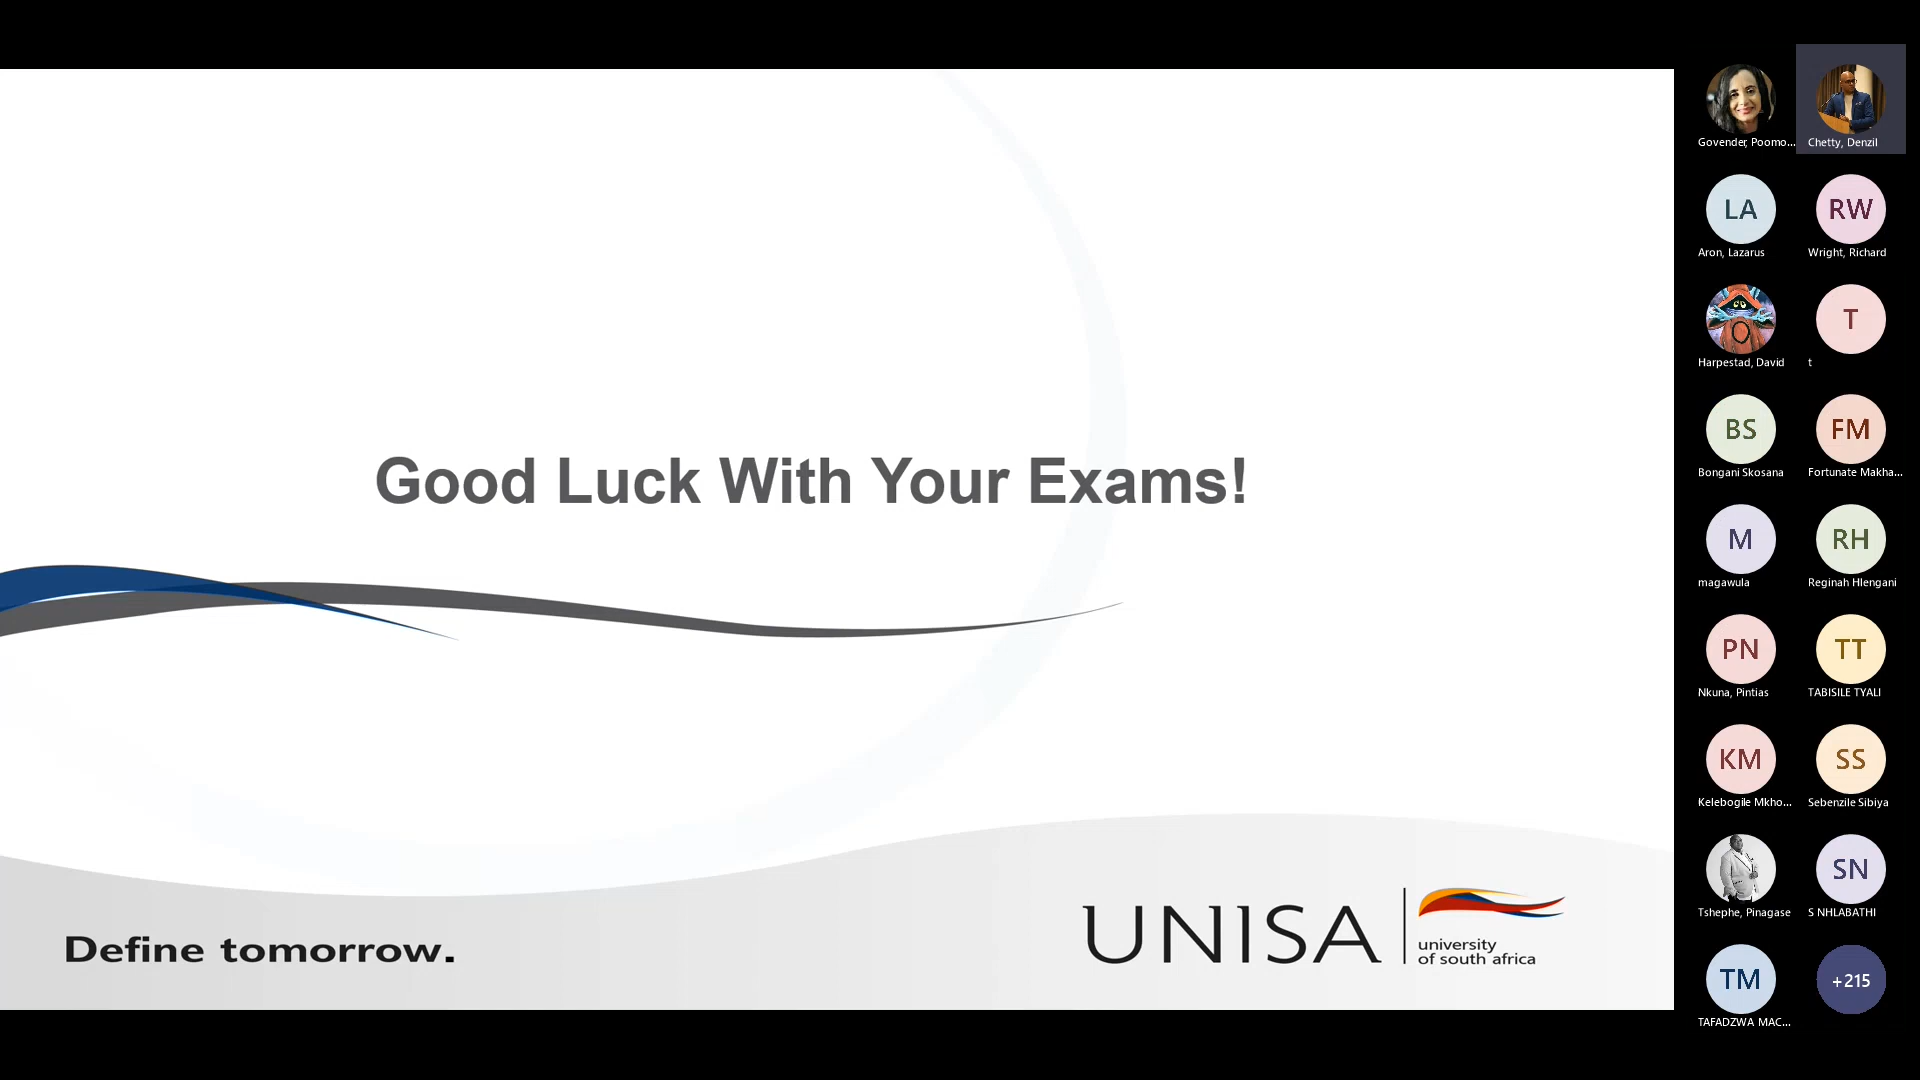 Good Luck With Your Exams!
Define tomorrow.
UNISA
university
of south africa
Govender, Poomo...
Chetty, Denzil
LA
Aron, Lazarus
RW
Wright, Richard
Harpestad, David
T
t
BS
Bongani Skosana
FM
Fortunate Makha...
M
magawula
RH
Reginah Hlengani
PN
Nkuna, Pintias
TT
TABISILE TYALI
KM
Kelebogile Mkho...
SS
Sebenzile Sibiya
Tshephe, Pinagase
SN
S NHLABATHI
TM
TAFADZWA MAC...
+215